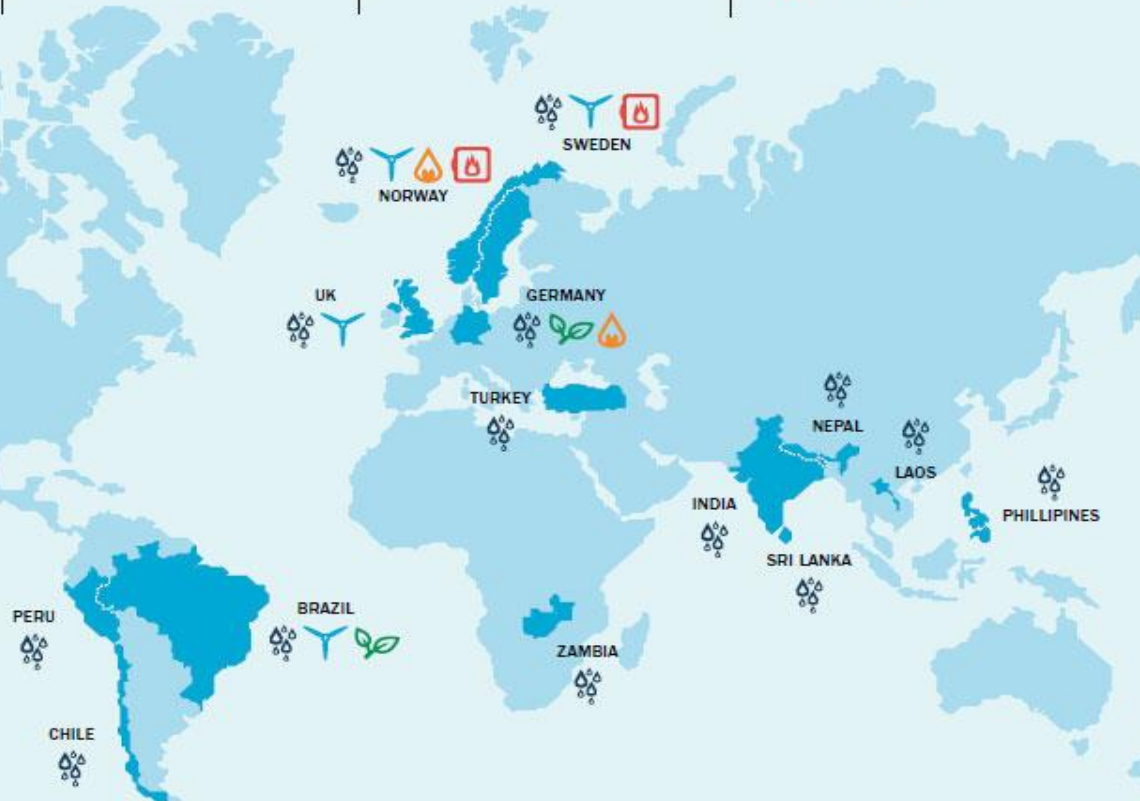 SWEDEN
NORWAY
UK
GERMANY
TURKEY
NEPAL
LAOS
INDIA
PHILLIPINES
SRI LANKA
BRAZIL
PERU
ZAMBIA
CHILE